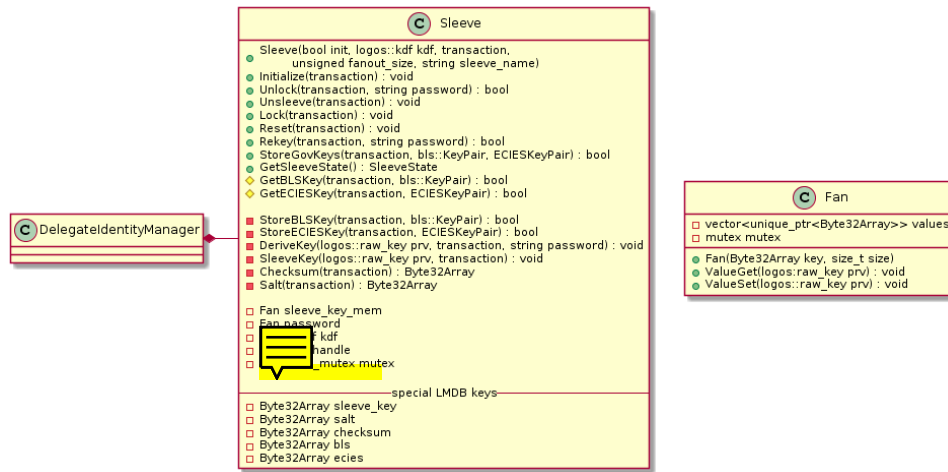 C Sleeve
Sleeve(bool init, logos::kdf kdf, transaction,
unsigned fanout_size, string sleeve_name)
Initialize(transaction) : void
Unlock(transaction, string password) : bool
Unsleeve(transaction) : void
Lock(transaction) : void
Reset(transaction) : void
Rekey(transaction, string password) : bool
StoreGovKeys(transaction, bls::KeyPair, ECIESKeyPair) : bool
GetSleeveState() : SleeveState
GetBLSKey(transaction, bls::KeyPair) : bool
GetECIESKey(transaction, ECIESKeyPair) : bool
StoreBLSKey(transaction, bls::KeyPair) : bool
StoreECIESKey(transaction, ECIESKeyPair) : bool
DeriveKey(logos::raw_key prv, transaction, string password) : void
SleeveKey(logos::raw_key prv, transaction) : void
Checksum(transaction) : Byte32Array
Salt(transaction) : Byte32Array
Fan sleeve_key_mem
Fan password
kdf
handle
_mutex mutex
special LMDB keys
Byte32Array sleeve_key
Byte32Array salt
Byte32Array checksum
Byte32Array bls
Byte32Array ecies
C DelegateIdentityManager
C Fan
vector<unique_ptr<Byte32Array>> values
mutex mutex
Fan(Byte32Array key, size_t size)
ValueGet(logos:raw_key prv) : void
ValueSet(logos::raw_key prv) : void